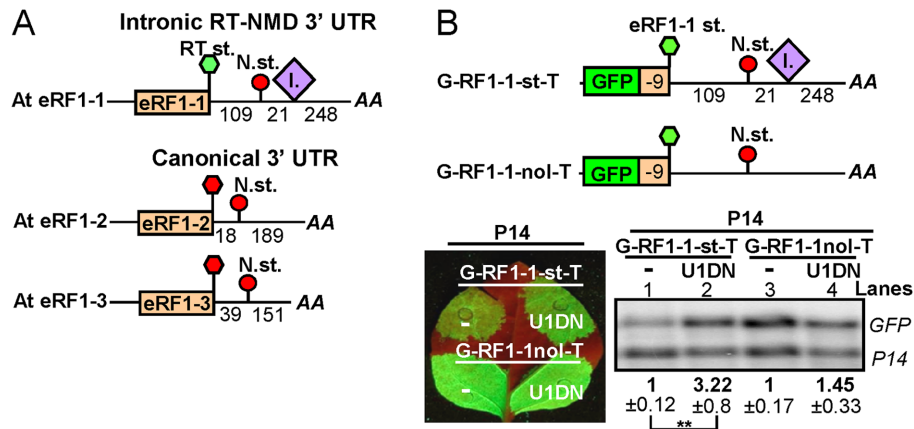 A
Intronic RT-NMD 3' UTR
RT st.
N.st.
I.
At eRF1-1
eRF1-1
AA
109 21 248
Canonical 3' UTR
N.st.
At eRF1-2
eRF1-2
AA
18 189
N.st.
At eRF1-3
eRF1-3
AA
39 151
B
eRF1-1 st.
N.st.
I.
G-RF1-1-st-T
GFP
-9
AA
109 21 248
N.st.
G-RF1-1-nol-T
GFP
-9
AA
P14
G-RF1-1-st-T
- U1DN
G-RF1-1nol-T
- U1DN
P14
G-RF1-1-st-T G-RF1-1nol-T
- U1DN - U1DN
1 2 3 4 Lanes
GFP
P14
1 3.22 1 1.45
±0.12 ±0.8 ±0.17 ±0.33
**